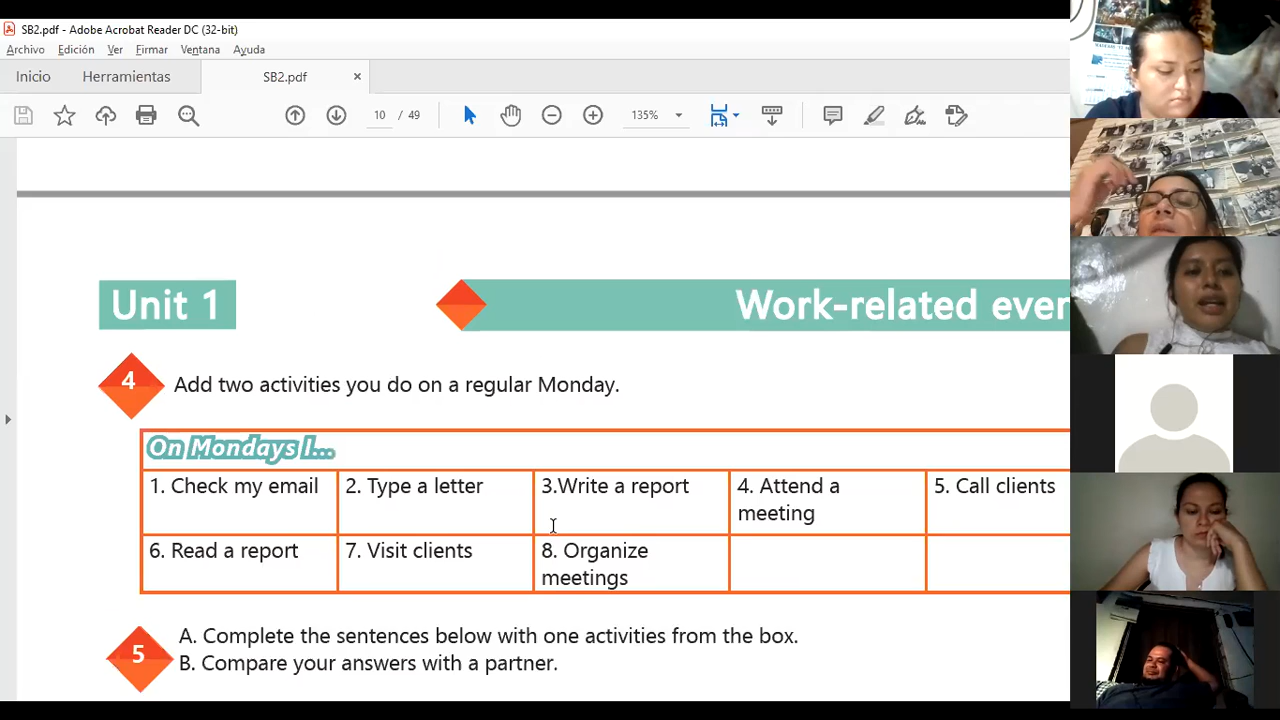 SB2.pdf - Adobe Acrobat Reader DC (32-bit)
Archivo Edición Ver Firmar Ventana Ayuda
Inicio Herramientas SB2.pdf ×
10 / 49 135%
Unit 1
Work-related even
4 Add two activities you do on a regular Monday.
On Mondays I...
1. Check my email 2. Type a letter 3.Write a report 4. Attend a 5. Call clients
meeting
6. Read a report 7. Visit clients 8. Organize
meetings
5 A. Complete the sentences below with one activities from the box.
B. Compare your answers with a partner.